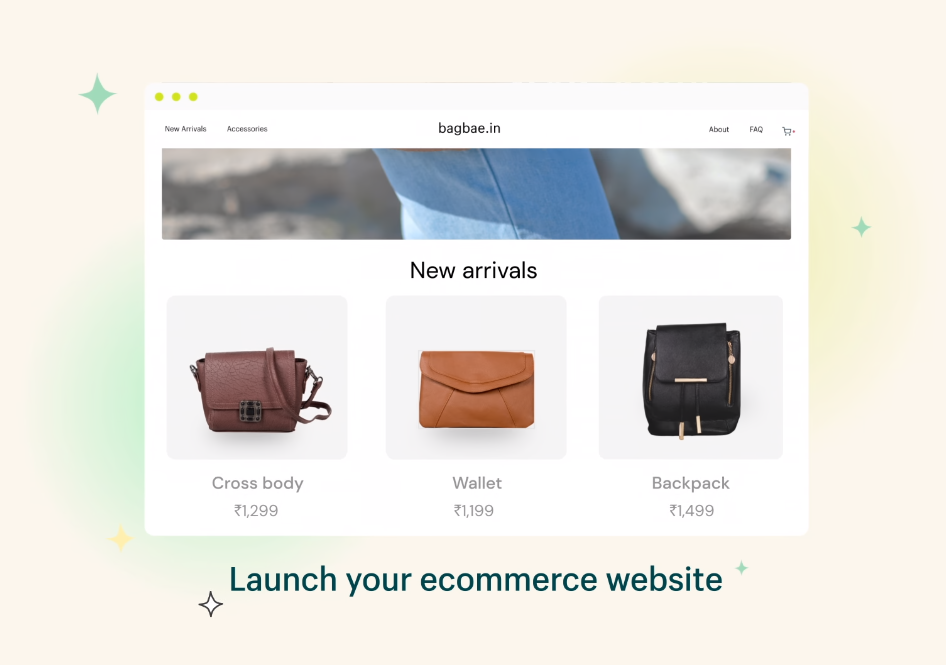 New Arrivals Accessories bagbae.in About FAQ
New arrivals
Cross body Wallet Backpack
₹1,299 ₹1,199 ₹1,499
Launch your ecommerce website